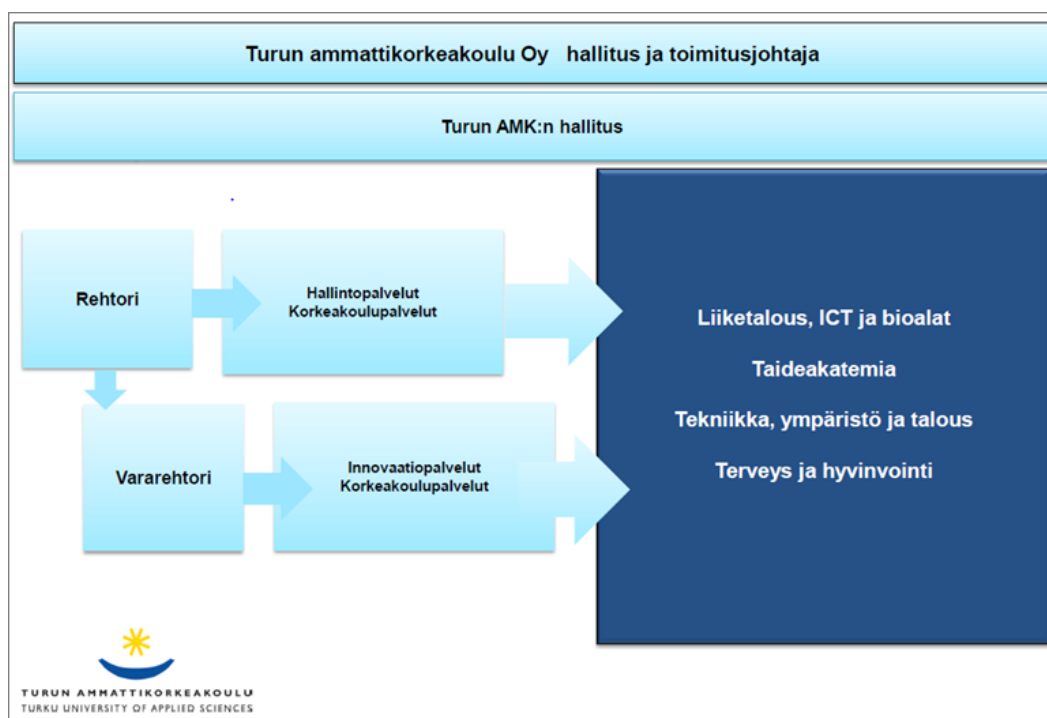 Turun ammattikorkeakoulu Oy hallitus ja toimitusjohtaja
Turun AMK:n hallitus
Rehtori
Hallintopalvelut
Korkeakoulupalvelut
Vararehtori
Innovaatiopalvelut
Korkeakoulupalvelut
Liiketalous, ICT ja bioalat
Taideakatemia
Tekniikka, ympäristö ja talous
Terveys ja hyvinvointi
TURUN AMMATTIKORKEAKOULU
TURKU UNIVERSITY OF APPLIED SCIENCES